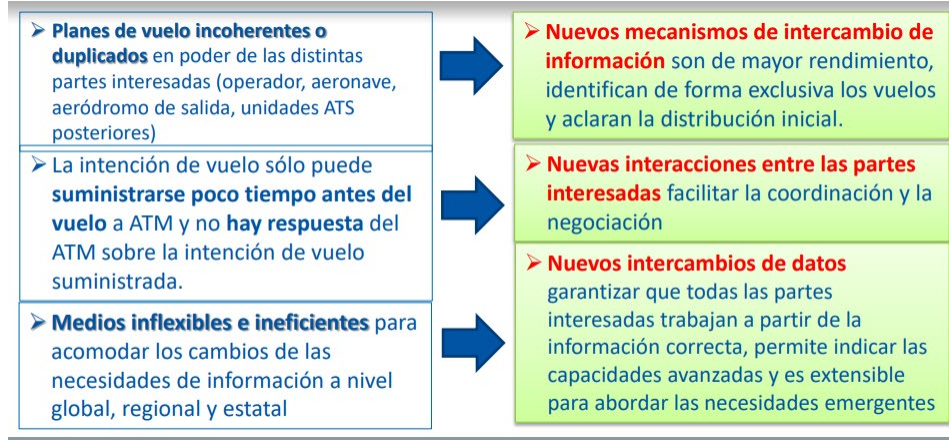 ➢ Planes de vuelo incoherentes o
duplicados en poder de las distintas
partes interesadas (operador, aeronave,
aeródromo de salida, unidades ATS
posteriores)
➢ Nuevos mecanismos de intercambio de
información son de mayor rendimiento,
identifican de forma exclusiva los vuelos
y aclaran la distribución inicial.
➢ La intención de vuelo sólo puede
suministrarse poco tiempo antes del
vuelo a ATM y no hay respuesta del
ATM sobre la intención de vuelo
suministrada.
➢ Nuevas interacciones entre las partes
interesadas facilitar la coordinación y la
negociación
➢ Medios inflexibles e ineficientes para
acomodar los cambios de las
necesidades de información a nivel
global, regional y estatal
➢ Nuevos intercambios de datos
garantizar que todas las partes
interesadas trabajan a partir de la
información correcta, permite indicar las
capacidades avanzadas y es extensible
para abordar las necesidades emergentes